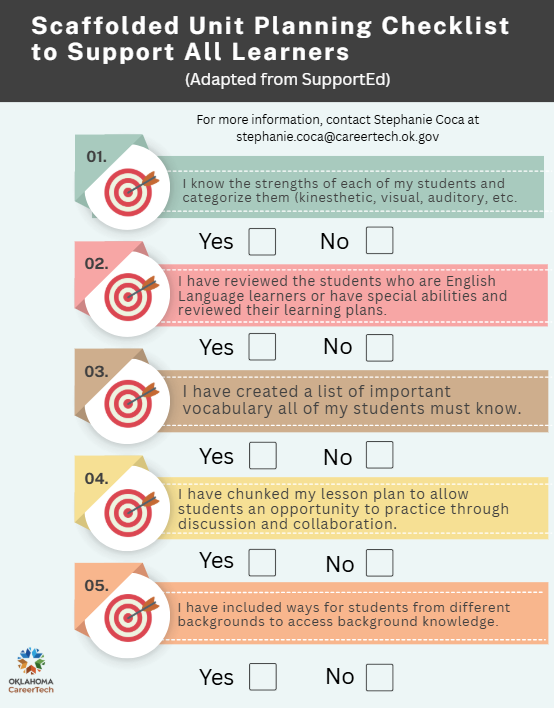 Scaffolded Unit Planning Checklist
to Support All Learners
(Adapted from SupportEd)
For more information, contact Stephanie Coca at
stephanie.coca@careertech.ok.gov
01.
I know the strengths of each of my students and
categorize them (kinesthetic, visual, auditory, etc.
Yes No
02.
I have reviewed the students who are English
Language learners or have special abilities and
reviewed their learning plans.
Yes No
03.
I have created a list of important
vocabulary all of my students must know.
Yes No
04.
I have chunked my lesson plan to allow
students an opportunity to practice through
discussion and collaboration.
Yes No
05.
I have included ways for students from different
backgrounds to access background knowledge.
Yes No
OKLAHOMA
CareerTech